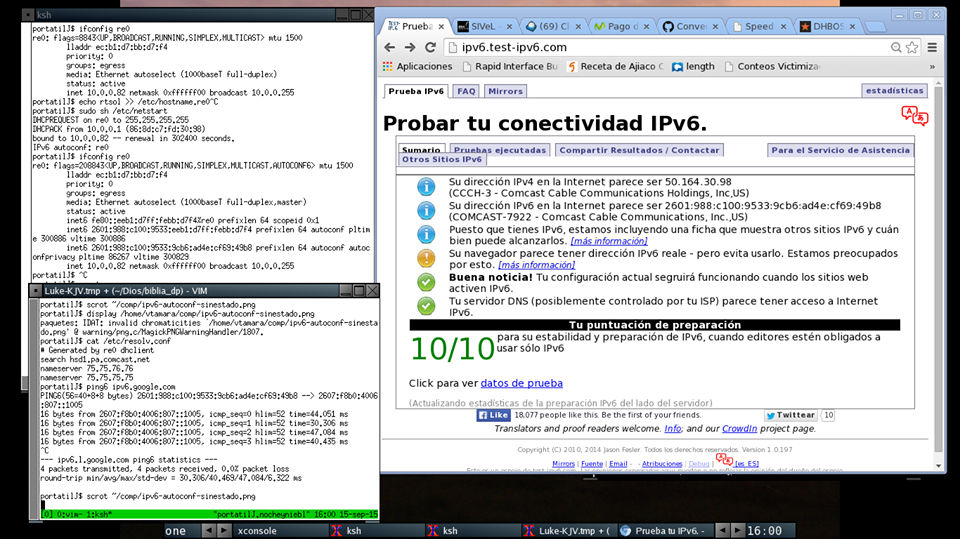 ksh
portatilJ$ ifconfig re0
re0: flags=8843<UP,BROADCAST,RUNNING,SIMPLEX,MULTICAST> mtu 1500
lladdr ec:b1:d7:bb:d7:f4
priority: 0
groups: egress
media: Ethernet autoselect (1000baseT full-duplex)
status: active
inet 10.0.0.82 netmask 0xffffff00 broadcast 10.0.0.255
portatilJ$ echo rtsol >> /etc/hostname.re0^C
portatilJ$ sudo sh /etc/netstart
DHCPREQUEST on re0 to 255.255.255.255
DHCPACK from 10.0.0.1 (86:8d:c7:fd:30:98)
bound to 10.0.0.82 -- renewal in 302400 seconds.
IPv6 autoconf: re0
portatilJ$ ifconfig re0
re0: flags=208843<UP,BROADCAST,RUNNING,SIMPLEX,MULTICAST,AUTOCONF6> mtu 1500
lladdr ec:b1:d7:bb:d7:f4
priority: 0
groups: egress
media: Ethernet autoselect (1000baseT full-duplex,master)
status: active
inet6 fe80::eeb1:d7ff:febb:d7f4%re0 prefixlen 64 scopeid 0x1
inet6 2601:988:c100:9533:eeb1:d7ff:febb:d7f4 prefixlen 64 autoconf pltim
e 300886 vltime 300886
inet6 2601:988:c100:9533:9cb6:ad4e:cf69:49b8 prefixlen 64 autoconf autoc
onfprivacy pltime 86267 vltime 300829
inet 10.0.0.82 netmask 0xffffff00 broadcast 10.0.0.255
portatilJ$ ^C
Luke-KJV.tmp + (~/Dios/biblia_dp) - VIM
portatilJ$ scrot ~/comp/ipv6-autoconf-sinestado.png
portatilJ$ display /home/vtamara/comp/ipv6-autoconf-sinestado.png
paquetes: IDAT: invalid chromaticities `/home/vtamara/comp/ipv6-autoconf-sinesta
do.png' @ warning/png.c/MagickPNGWarningHandler/1807.
portatilJ$ cat /etc/resolv.conf
# Generated by re0 dhclient
search hsd1.pa.comcast.net
nameserver 75.75.76.76
nameserver 75.75.75.75
portatilJ$ ping6 ipv6.google.com
PING6(56=40+8+8 bytes) 2601:988:c100:9533:9cb6:ad4e:cf69:49b8 --> 2607:f8b0:4006
:807::1005
16 bytes from 2607:f8b0:4006:807::1005, icmp_seq=0 hlim=52 time=44.051 ms
16 bytes from 2607:f8b0:4006:807::1005, icmp_seq=1 hlim=52 time=30.306 ms
16 bytes from 2607:f8b0:4006:807::1005, icmp_seq=2 hlim=52 time=47.084 ms
16 bytes from 2607:f8b0:4006:807::1005, icmp_seq=3 hlim=52 time=40.435 ms
^C
--- ipv6.l.google.com ping6 statistics ---
4 packets transmitted, 4 packets received, 0.0% packet loss
round-trip min/avg/max/std-dev = 30.306/40.469/47.084/6.322 ms
portatilJ$ scrot ~/comp/ipv6-autoconf-sinestado.png
[0] 0:vim- 1:ksh* "portatilJ.nocheyniebl" 16:00 15-sep-15
Prueba SIVeL - (69) Cl Pago d Conve Speed DHBOS
ipv6.test-ipv6.com
Aplicaciones Rapid Interface Bu Receta de Ajiaco C length Conteos Victimiza
Prueba IPv6 FAQ Mirrors estadísticas
Probar tu conectividad IPv6.
Sumario Pruebas ejecutadas Compartir Resultados / Contactar Para el Servicio de Asistencia
Otros Sitios IPv6
Su dirección IPv4 en la Internet parece ser 50.164.30.98
(CCCH-3 - Comcast Cable Communications Holdings, Inc,US)
Su dirección IPv6 en la Internet parece ser 2601:988:c100:9533:9cb6:ad4e:cf69:49b8
(COMCAST-7922 - Comcast Cable Communications, Inc.,US)
Puesto que tienes IPv6, estamos incluyendo una ficha que muestra otros sitios IPv6 y cuán
bien puede alcanzarlos. [más información]
Su navegador parece tener dirección IPv6 reale - pero evita usarlo. Estamos preocupados
por esto. [más información]
Buena noticia! Tu configuración actual segruirá funcionando cuando los sitios web
activen IPv6.
Tu servidor DNS (posiblemente controlado por tu ISP) parece tener acceso a Internet
IPv6.
Tu puntuación de preparación
10/10 para su estabilidad y preparación de IPv6, cuando editores estén obligados a
usar sólo IPv6
Click para ver datos de prueba
(Actualizando estadísticas de la preparación IPv6 del lado del servidor)
Like 18,077 people like this. Be the first of your friends. Twittear 10
Translators and proof readers welcome. Info; and our CrowdIn project page.
Copyright (C) 2010, 2014 Jason Fesler. Todos los derechos reservados. Version 1.0.197
Mirrors | Fuente | Email - - Atribuciones | Debug | [es_ES]
one xconsole ksh ksh Luke-KJV.tmp + ( Prueba tu IPv6. - 16:00